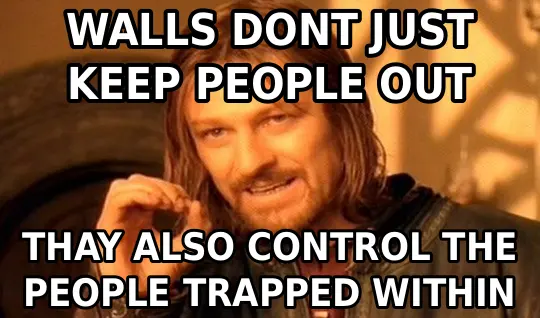 WALLS DONT JUST
KEEP PEOPLE OUT
THAY ALSO CONTROL THE
PEOPLE TRAPPED WITHIN